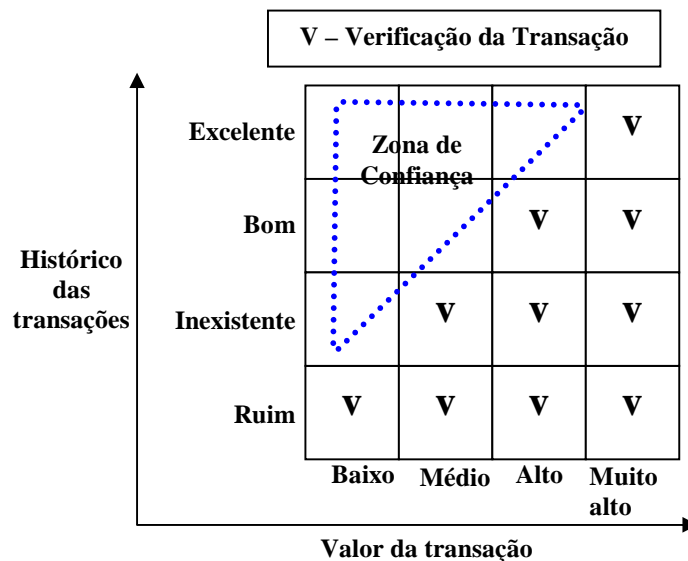 V – Verificação da Transação
Excelente
V
Zona de
Confiança
Bom
V V
Histórico
das
transações
Inexistente
V V V
Ruim
V V V V
Baixo Médio Alto Muito
alto
Valor da transação